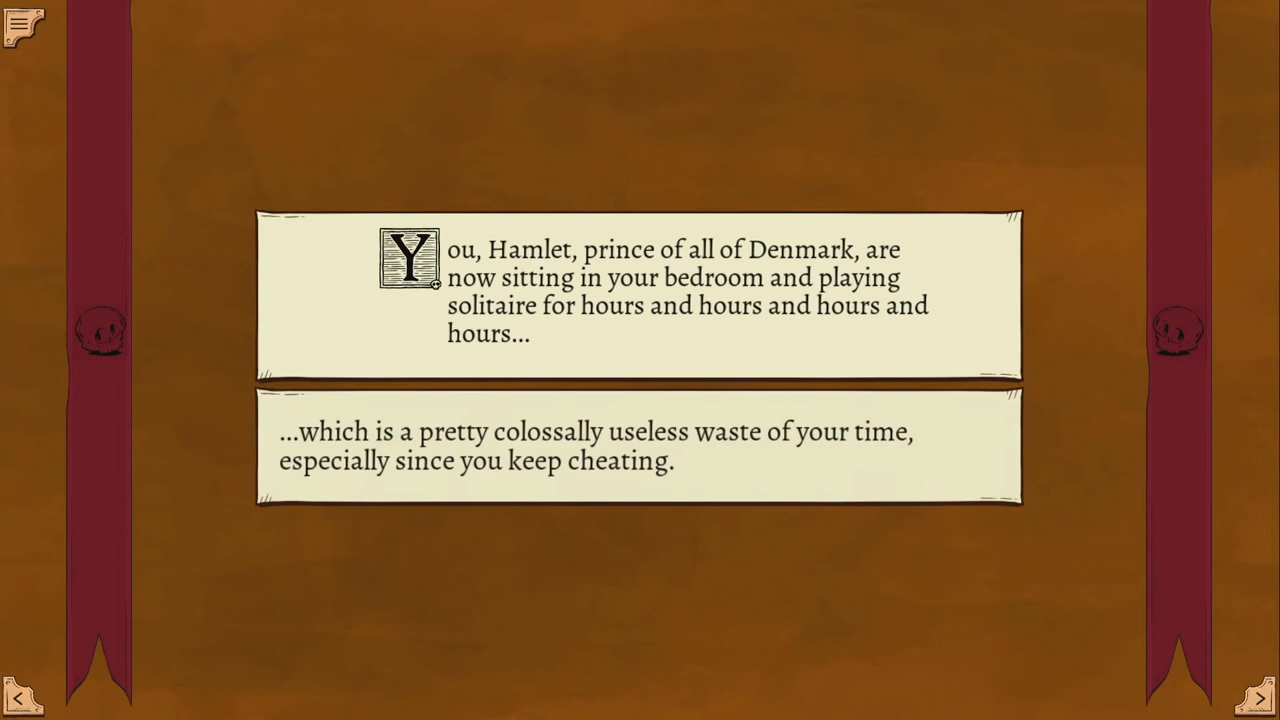 You, Hamlet, prince of all of Denmark, are
now sitting in your bedroom and playing
solitaire for hours and hours and hours and
hours...
...which is a pretty colossally useless waste of your time,
especially since you keep cheating.